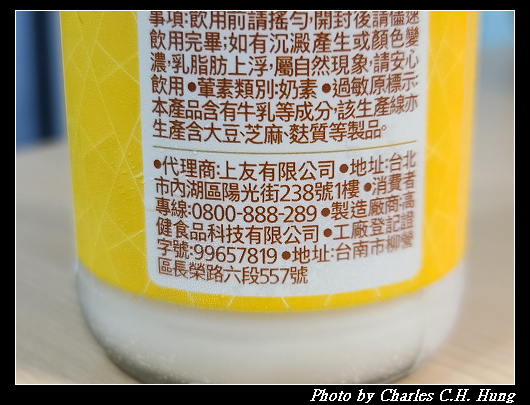 事項:飲用前請搖勻,開封後請儘速
飲用完畢;如有沉澱產生或顏色變
濃,乳脂肪上浮,屬自然現象,請安心
飲用●葷素類別:奶素●過敏原標示:
本產品含有牛乳等成分,該生產線亦
生產含大豆、芝麻、麩質等製品。
●代理商:上友有限公司●地址:台北
市內湖區陽光街238號1樓●消費者
專線:0800-888-289●製造廠商:高
健食品科技有限公司●工廠登記證
字號:99657819●地址:台南市柳營
區長榮路六段557號
Photo by Charles C.H. Hung